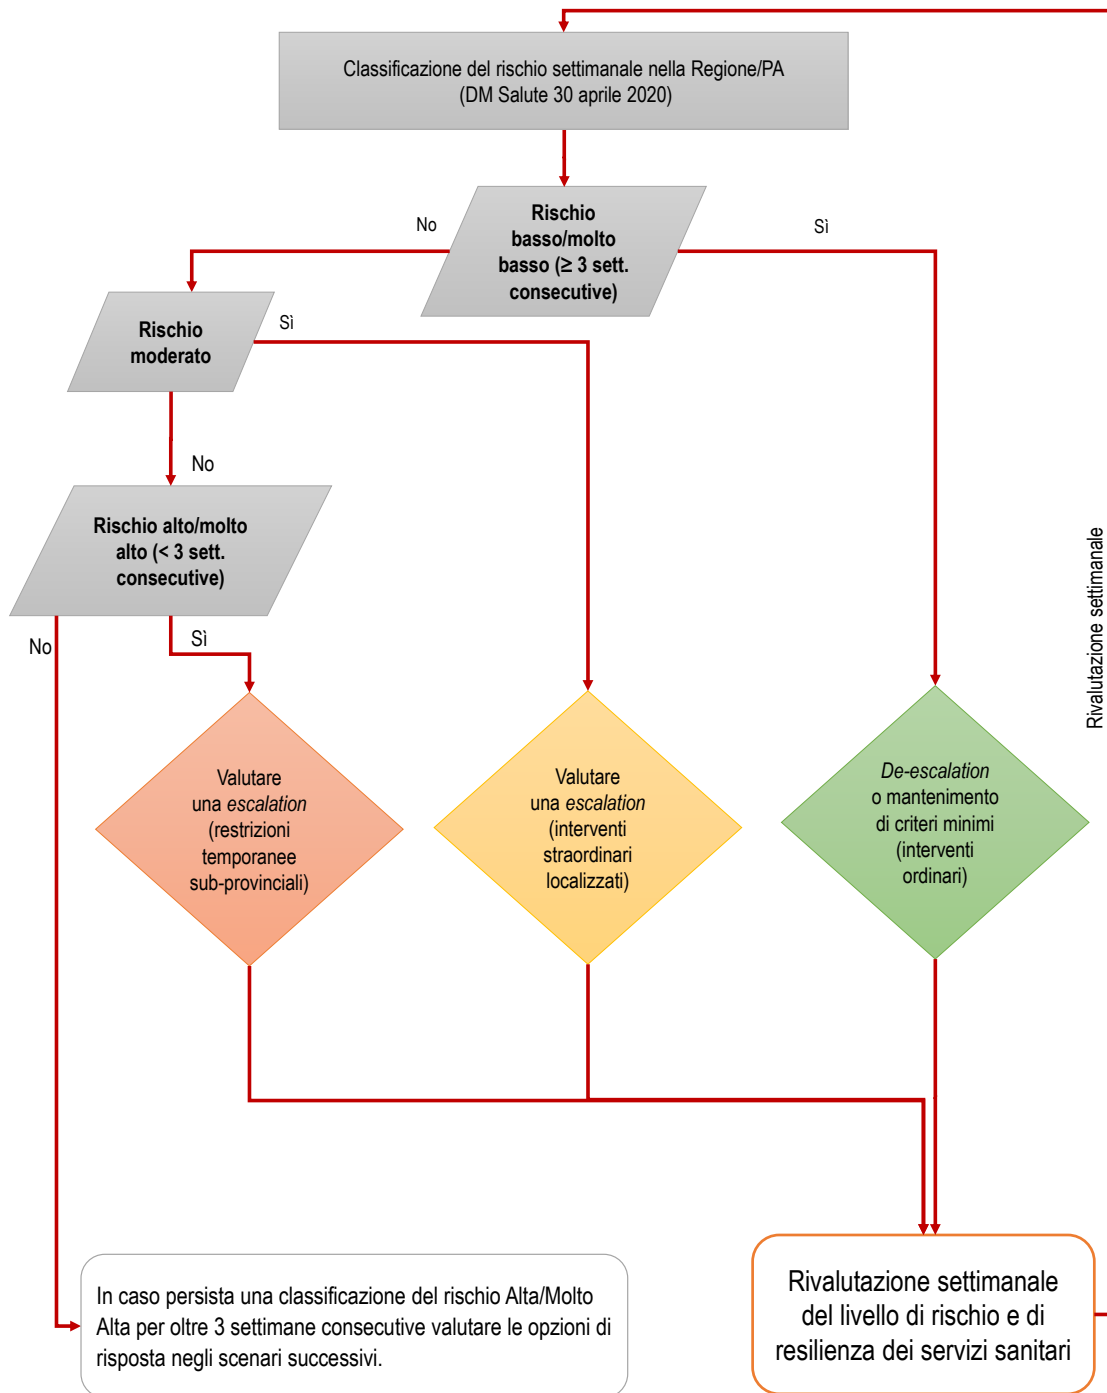 Classificazione del rischio settimanale nella Regione/PA
(DM Salute 30 aprile 2020)
Rischio
basso/molto
basso (≥ 3 sett.
consecutive)
No
Sì
Rischio
moderato
Sì
No
Rischio alto/molto
alto (< 3 sett.
consecutive)
No
Sì
Valutare
una escalation
(restrizioni
temporanee
sub-provinciali)
Valutare
una escalation
(interventi
straordinari
localizzati)
De-escalation
o mantenimento
di criteri minimi
(interventi
ordinari)
Rivalutazione settimanale
In caso persista una classificazione del rischio Alta/Molto
Alta per oltre 3 settimane consecutive valutare le opzioni di
risposta negli scenari successivi.
Rivalutazione settimanale
del livello di rischio e di
resilienza dei servizi sanitari